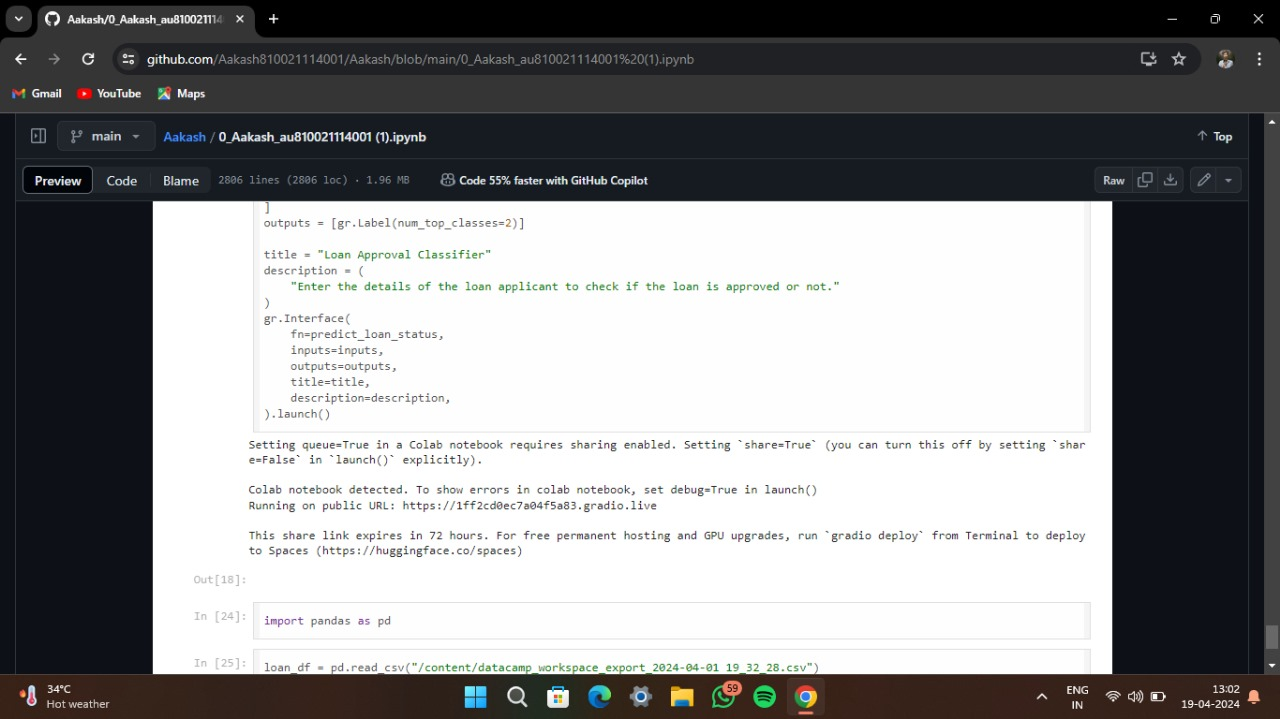 Aakash/0_Aakash_au810021114
github.com/Aakash810021114001/Aakash/blob/main/0_Aakash_au810021114001%20(1).ipynb
Gmail YouTube Maps
main Aakash / 0_Aakash_au810021114001 (1).ipynb Top
Preview Code Blame 2806 lines (2806 loc) · 1.96 MB Code 55% faster with GitHub Copilot Raw
]
outputs = [gr.Label(num_top_classes=2)]
title = "Loan Approval Classifier"
description = (
"Enter the details of the loan applicant to check if the loan is approved or not."
)
gr.Interface(
fn=predict_loan_status,
inputs=inputs,
outputs=outputs,
title=title,
description=description,
).launch()
Setting queue=True in a Colab notebook requires sharing enabled. Setting `share=True` (you can turn this off by setting `shar
e=False` in `launch()` explicitly).
Colab notebook detected. To show errors in colab notebook, set debug=True in launch()
Running on public URL: https://1ff2cd0ec7a04f5a83.gradio.live
This share link expires in 72 hours. For free permanent hosting and GPU upgrades, run `gradio deploy` from Terminal to deploy
to Spaces (https://huggingface.co/spaces)
Out[18]:
In [24]: import pandas as pd
In [25]: loan_df = pd.read_csv("/content/datacamp_workspace_export_2024-04-01 19_32_28.csv")
34°C
Hot weather
59
ENG
IN
13:02
19-04-2024